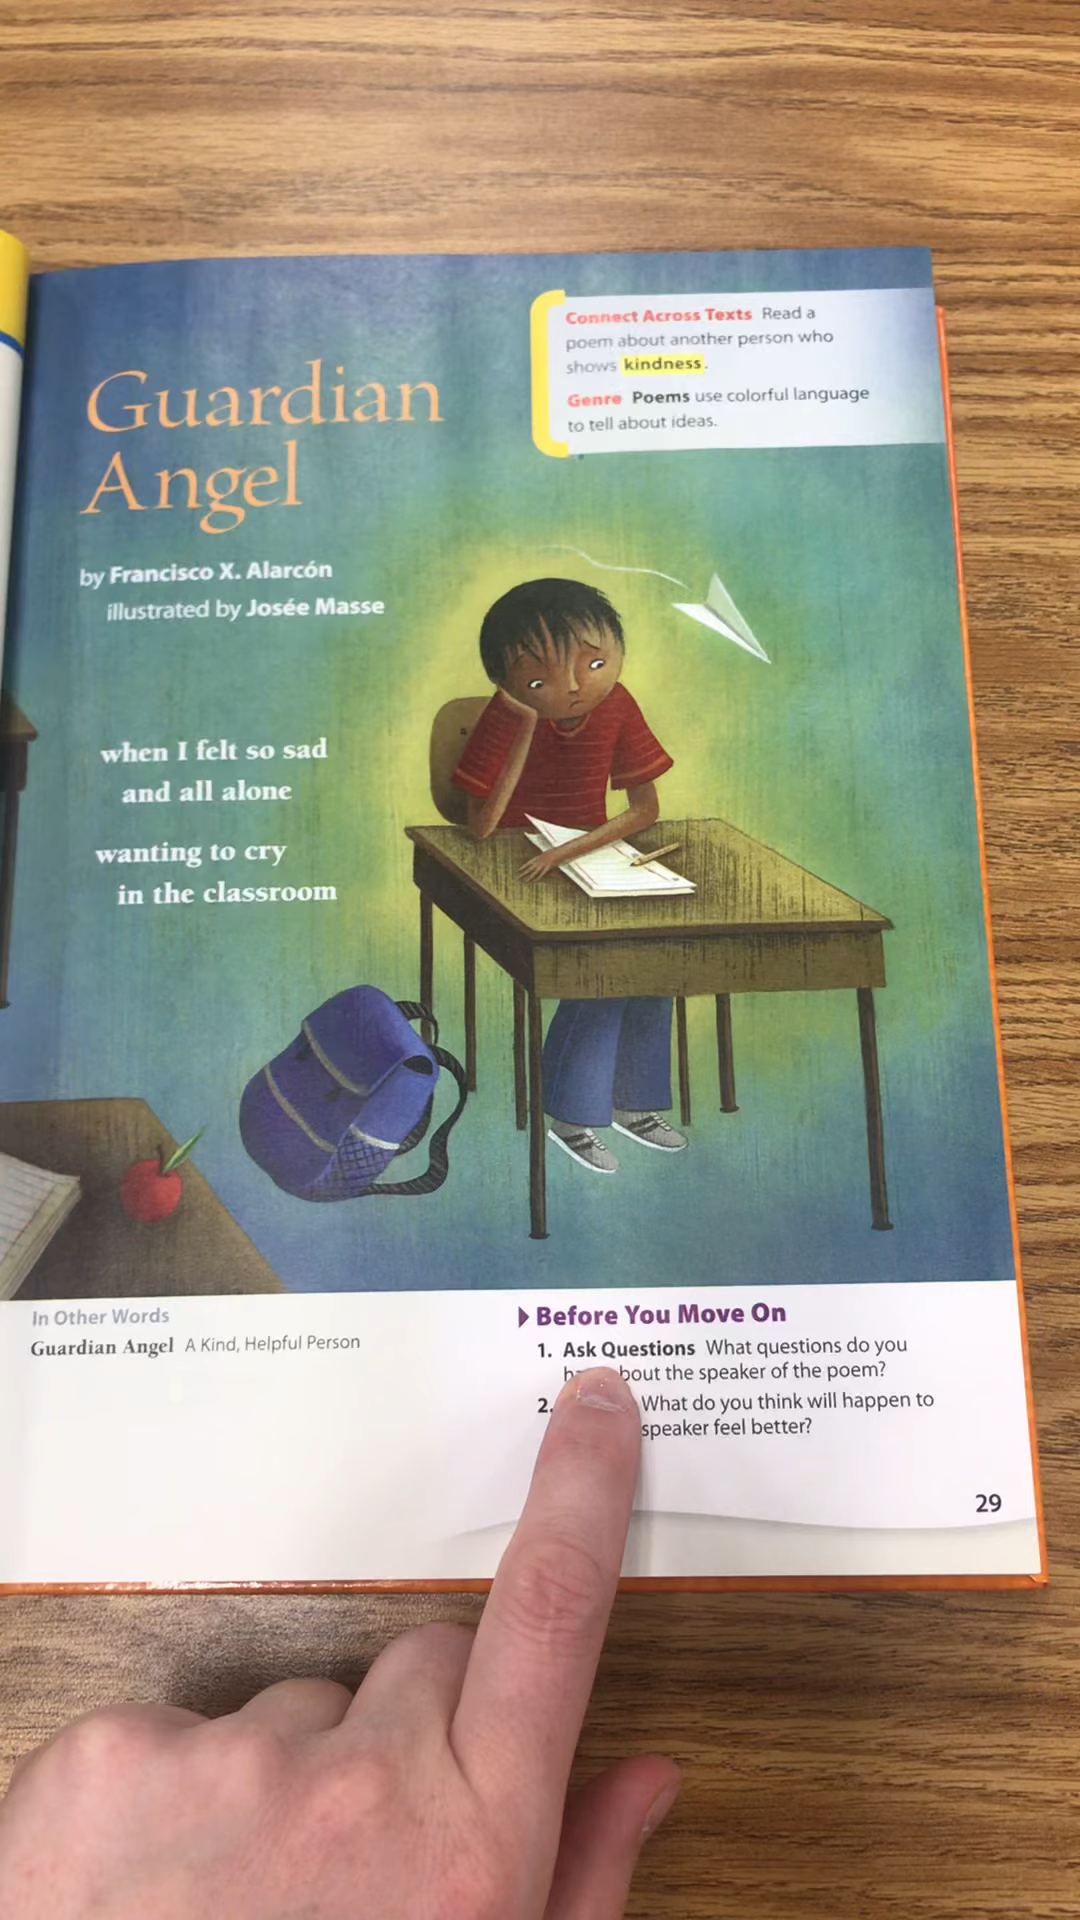 Guardian
Angel
by Francisco X. Alarcón
illustrated by Josée Masse
Connect Across Texts Read a
poem about another person who
shows kindness.
Genre Poems use colorful language
to tell about ideas.
when I felt so sad
and all alone
wanting to cry
in the classroom
In Other Words
Guardian Angel A Kind, Helpful Person
Before You Move On
1. Ask Questions What questions do you
about the speaker of the poem?
2. What do you think will happen to
speaker feel better?
29